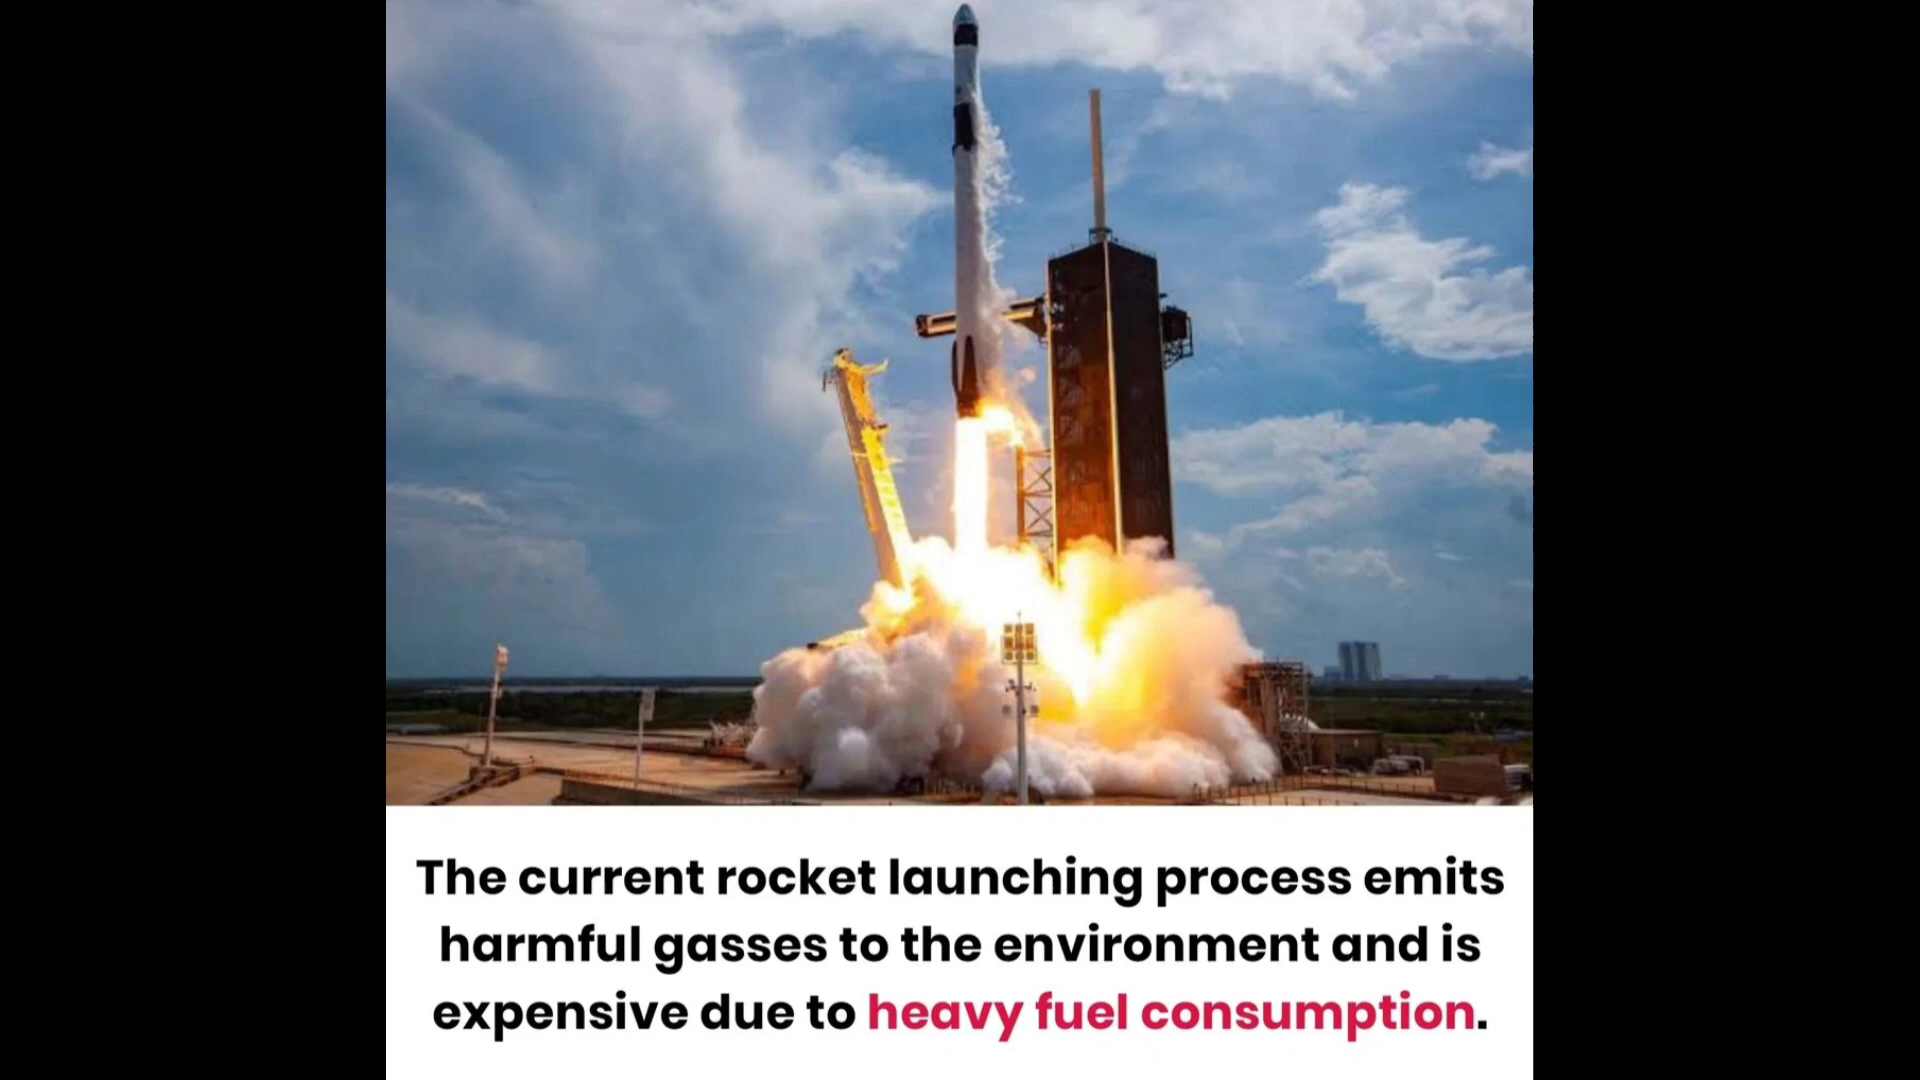 The current rocket launching process emits
harmful gasses to the environment and is
expensive due to heavy fuel consumption.